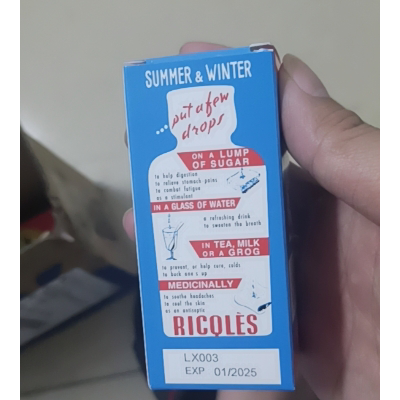 SUMMER & WINTER
put a few
...drops
ON A LUMP
OF SUGAR
to help digestion
to relieve stomach pains
to combat fatigue
as a stimulant
IN A GLASS OF WATER
a refreshing drink
to sweeten the breath
IN TEA, MILK
OR A GROG
to prevent, or help cure, colds
to buck one's up
MEDICINALLY
to soothe headaches
to cool the skin
as an antiseptic
RICQLÈS
LX003
EXP 01/2025